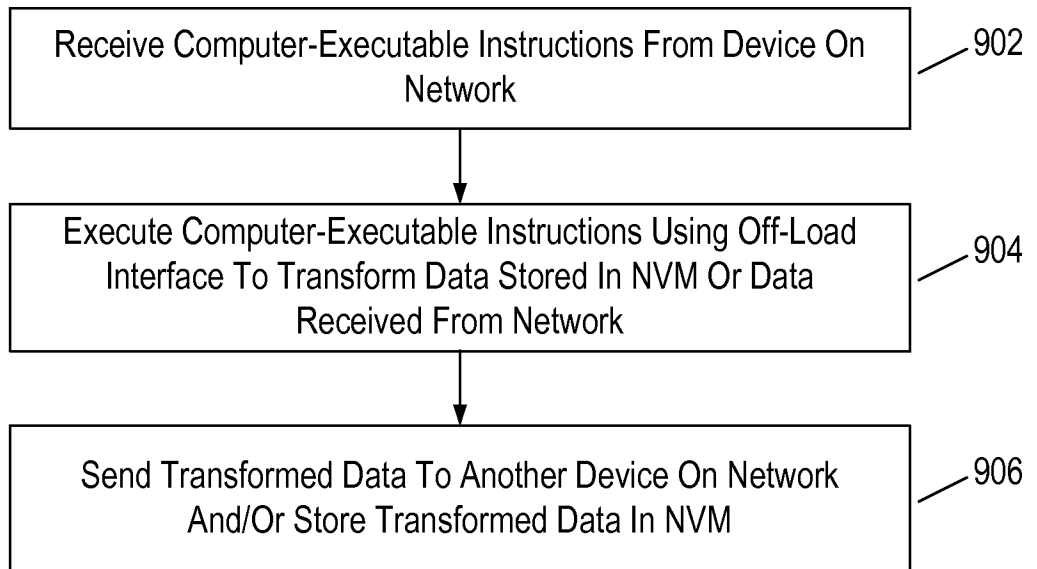 Receive Computer-Executable Instructions From Device On
Network
902
Execute Computer-Executable Instructions Using Off-Load
Interface To Transform Data Stored In NVM Or Data
Received From Network
904
Send Transformed Data To Another Device On Network
And/Or Store Transformed Data In NVM
906